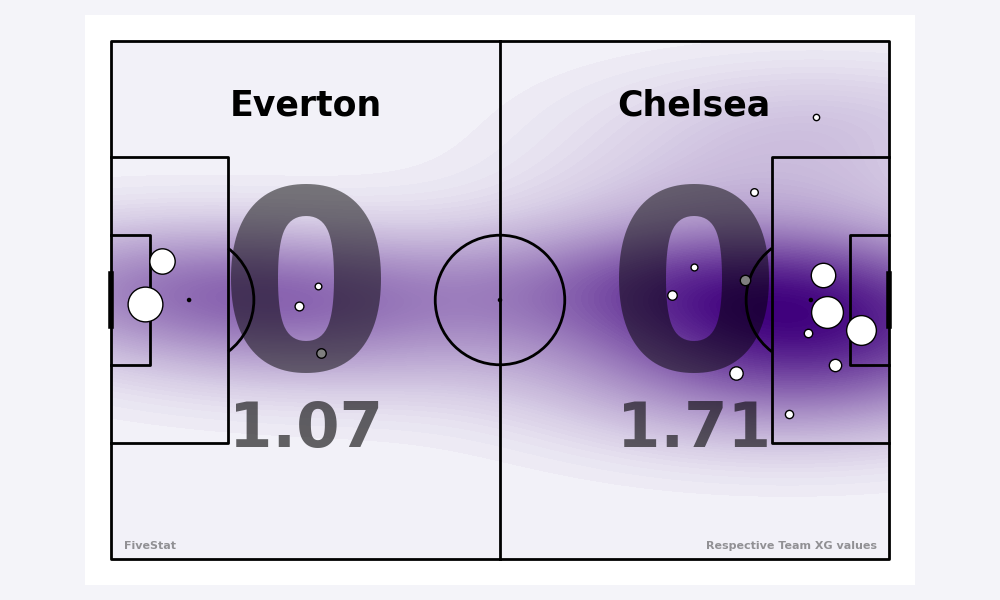 Everton
Chelsea
0
0
1.07
1.71
FiveStat
Respective Team XG values